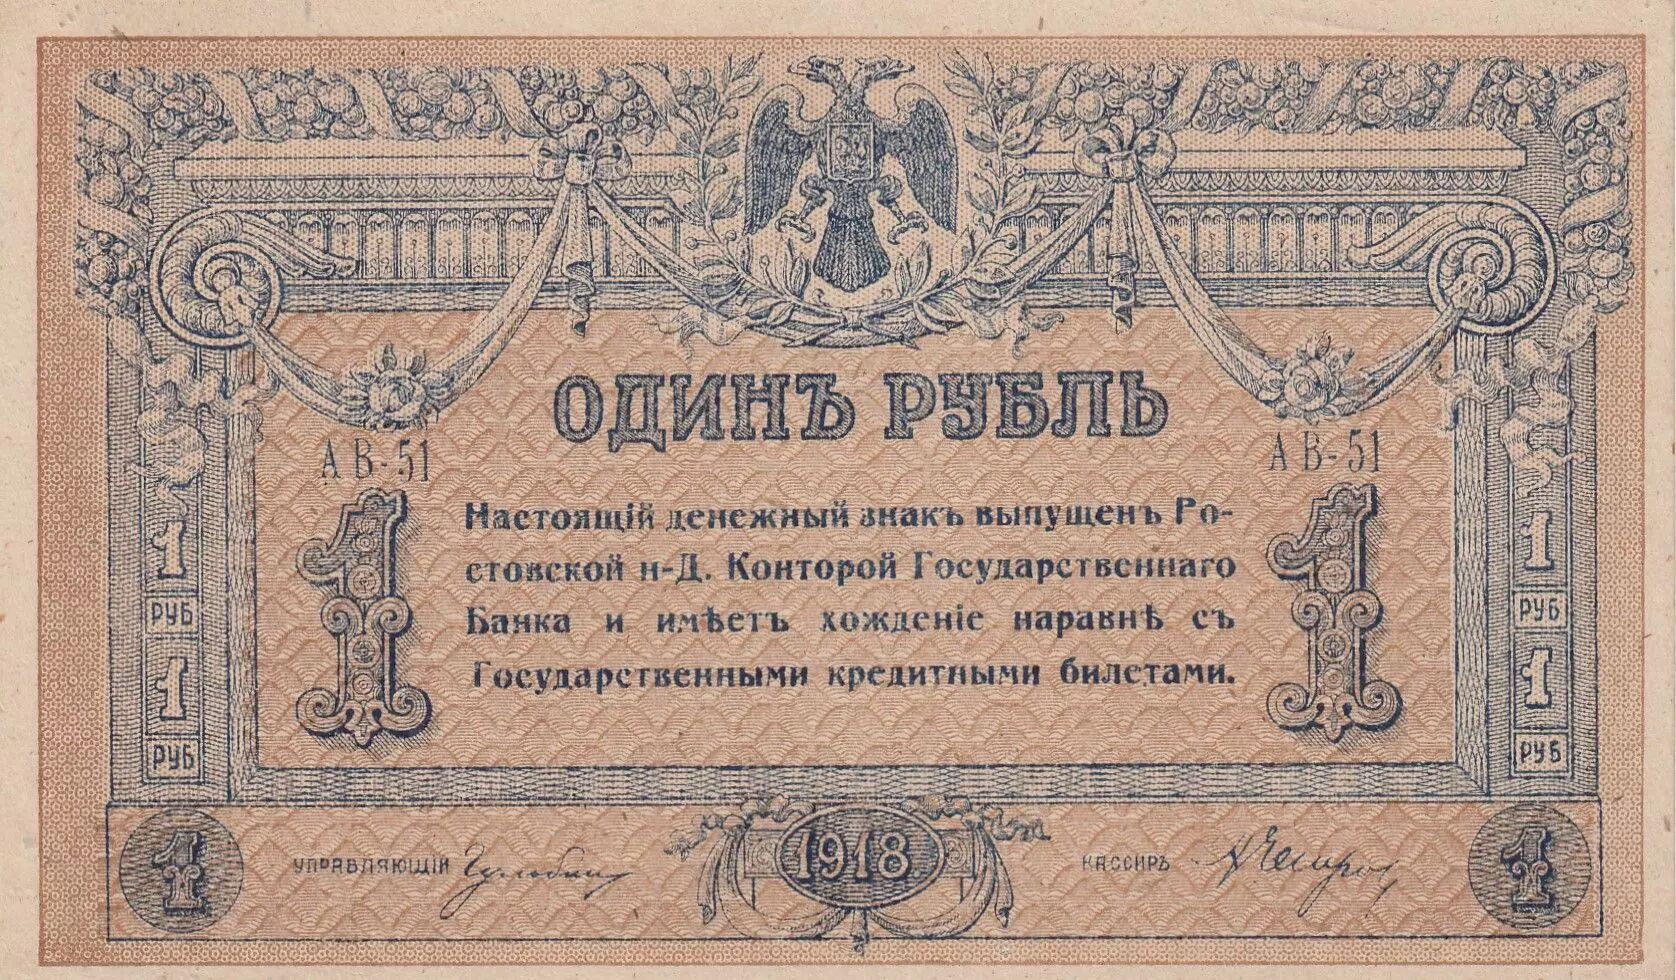 ОДИНЪ РУБЛЬ
АВ-51 АВ-51
1 1
Настоящій денежный знакъ выпущенъ Ро-
стовской н-Д. Конторой Государственнаго
Банка и имѣетъ хожденіе наравнѣ съ
Государственными кредитными билетами.
1 1
РУБ РУБ
1 1
РУБ РУБ
1 УПРАВЛЯЮЩІЙ 1918 КАССИРЪ 1